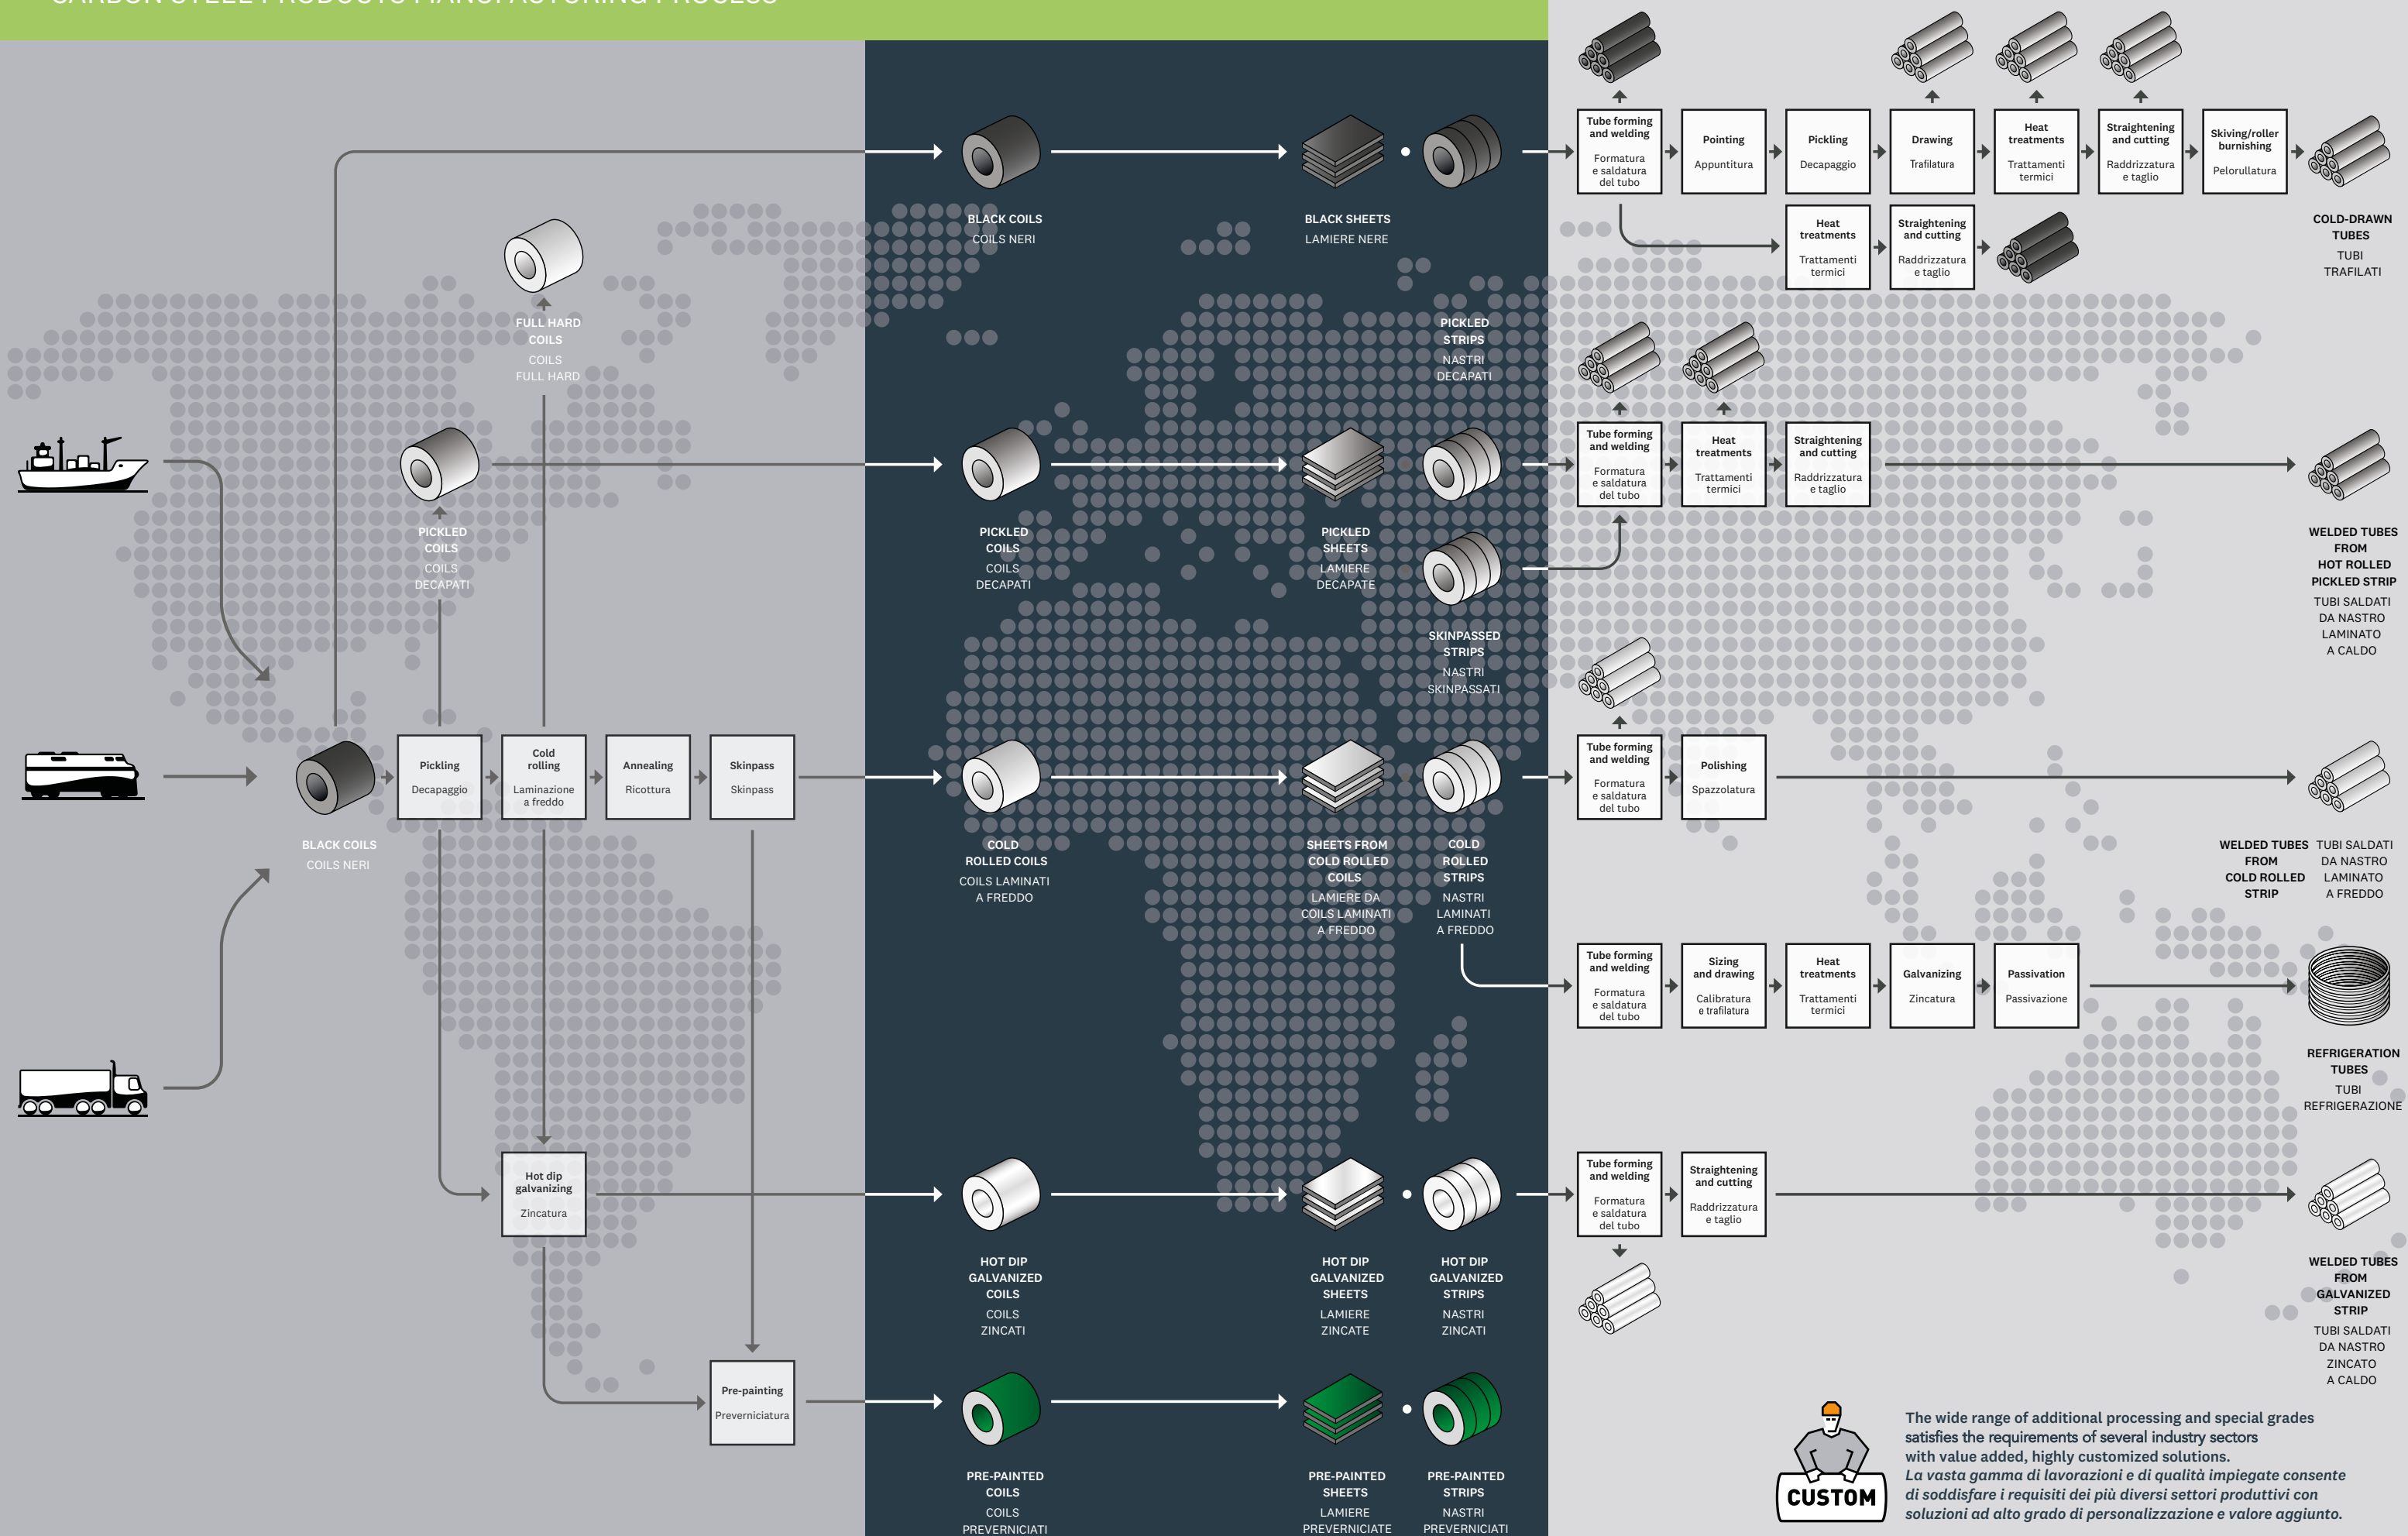 CARBON STEEL PRODUCTS MANUFACTURING PROCESS
FULL HARD
COILS
COILS
FULL HARD
PICKLED
COILS
COILS
DECAPATI
BLACK COILS
COILS NERI
Pickling
Decapaggio
Cold
rolling
Laminazione
a freddo
Annealing
Ricottura
Skinpass
Skinpass
Hot dip
galvanizing
Zincatura
Pre-painting
Preverniciatura
BLACK COILS
COILS NERI
BLACK SHEETS
LAMIERE NERE
PICKLED
STRIPS
NASTRI
DECAPATI
PICKLED
COILS
COILS
DECAPATI
PICKLED
SHEETS
LAMIERE
DECAPATE
SKINPASSED
STRIPS
NASTRI
SKINPASSATI
COLD
ROLLED COILS
COILS LAMINATI
A FREDDO
SHEETS FROM
COLD ROLLED
COILS
LAMIERE DA
COILS LAMINATI
A FREDDO
COLD
ROLLED
STRIPS
NASTRI
LAMINATI
A FREDDO
HOT DIP
GALVANIZED
COILS
COILS
ZINCATI
HOT DIP
GALVANIZED
SHEETS
LAMIERE
ZINCATE
HOT DIP
GALVANIZED
STRIPS
NASTRI
ZINCATI
PRE-PAINTED
COILS
COILS
PREVERNICIATI
PRE-PAINTED
SHEETS
LAMIERE
PREVERNICIATE
PRE-PAINTED
STRIPS
NASTRI
PREVERNICIATI
Tube forming
and welding
Formatura
e saldatura
del tubo
Pointing
Appuntitura
Pickling
Decapaggio
Drawing
Trafilatura
Heat
treatments
Trattamenti
termici
Straightening
and cutting
Raddrizzatura
e taglio
Skiving/roller
burnishing
Pelorullatura
COLD-DRAWN
TUBES
TUBI
TRAFILATI
Heat
treatments
Trattamenti
termici
Straightening
and cutting
Raddrizzatura
e taglio
Tube forming
and welding
Formatura
e saldatura
del tubo
Heat
treatments
Trattamenti
termici
Straightening
and cutting
Raddrizzatura
e taglio
WELDED TUBES
FROM
HOT ROLLED
PICKLED STRIP
TUBI SALDATI
DA NASTRO
LAMINATO
A CALDO
Tube forming
and welding
Formatura
e saldatura
del tubo
Polishing
Spazzolatura
WELDED TUBES
FROM
COLD ROLLED
STRIP
TUBI SALDATI
DA NASTRO
LAMINATO
A FREDDO
Tube forming
and welding
Formatura
e saldatura
del tubo
Sizing
and drawing
Calibratura
e trafilatura
Heat
treatments
Trattamenti
termici
Galvanizing
Zincatura
Passivation
Passivazione
REFRIGERATION
TUBES
TUBI
REFRIGERAZIONE
Tube forming
and welding
Formatura
e saldatura
del tubo
Straightening
and cutting
Raddrizzatura
e taglio
WELDED TUBES
FROM
GALVANIZED
STRIP
TUBI SALDATI
DA NASTRO
ZINCATO
A CALDO
CUSTOM
The wide range of additional processing and special grades
satisfies the requirements of several industry sectors
with value added, highly customized solutions.
La vasta gamma di lavorazioni e di qualità impiegate consente
di soddisfare i requisiti dei più diversi settori produttivi con
soluzioni ad alto grado di personalizzazione e valore aggiunto.